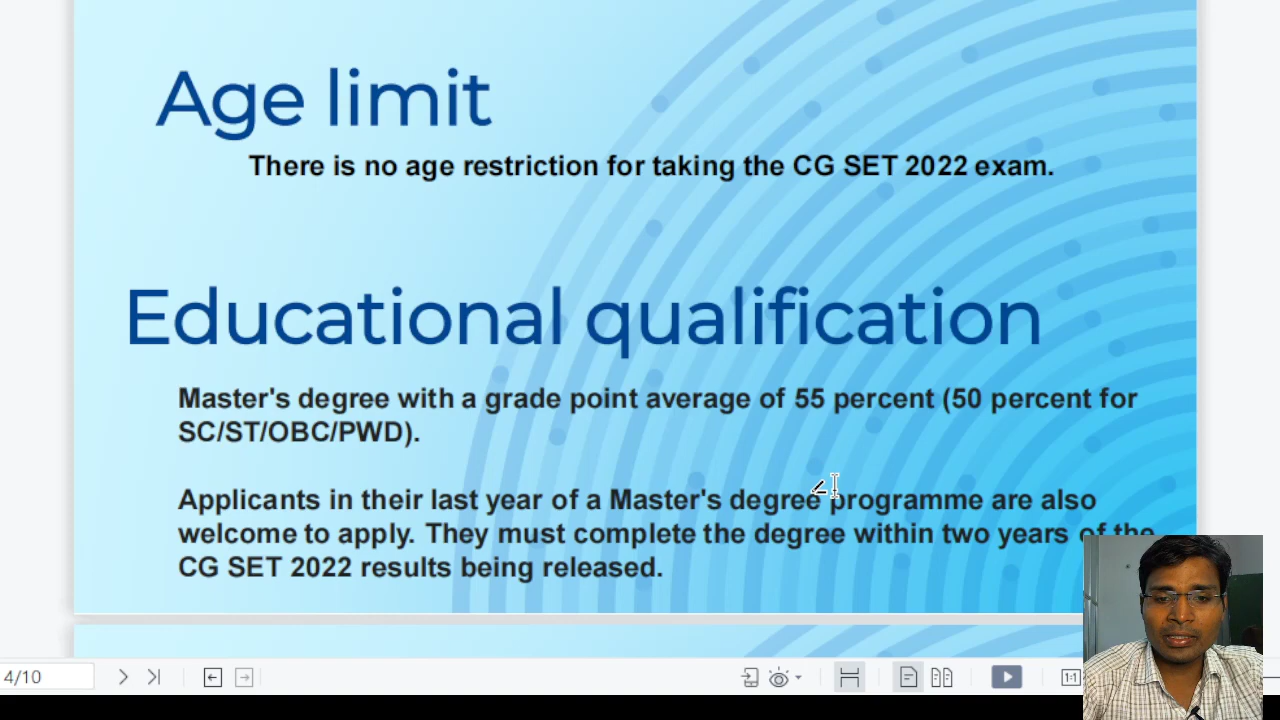 Age limit
There is no age restriction for taking the CG SET 2022 exam.
Educational qualification
Master's degree with a grade point average of 55 percent (50 percent for
SC/ST/OBC/PWD).
Applicants in their last year of a Master's degree programme are also
welcome to apply. They must complete the degree within two years of the
CG SET 2022 results being released.
4/10
1:1